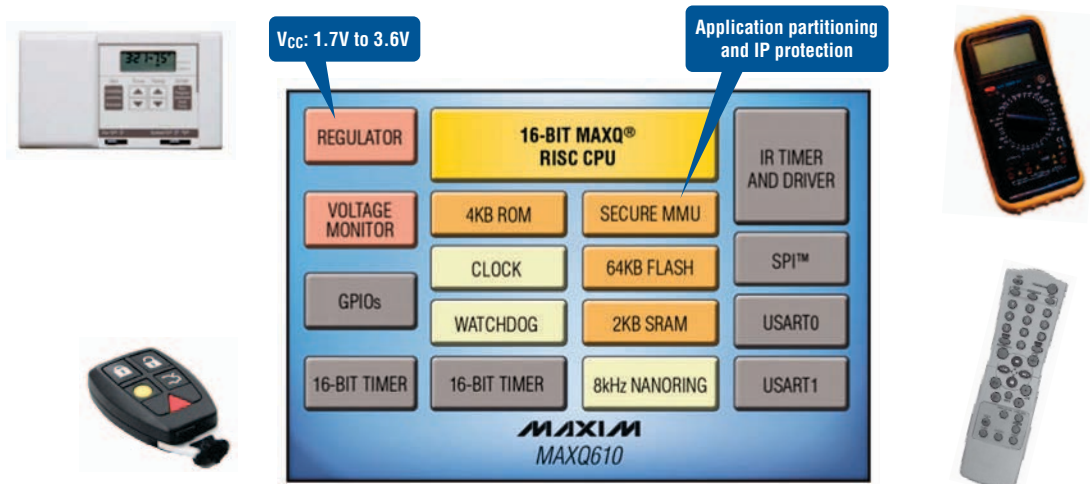 VCC: 1.7V to 3.6V
Application partitioning
and IP protection
REGULATOR
16-BIT MAXQ®
RISC CPU
IR TIMER
AND DRIVER
VOLTAGE
MONITOR
4KB ROM
SECURE MMU
CLOCK
64KB FLASH
SPI™
GPIOs
WATCHDOG
2KB SRAM
USART0
16-BIT TIMER
16-BIT TIMER
8kHz NANORING
USART1
MAXIM
MAXQ610